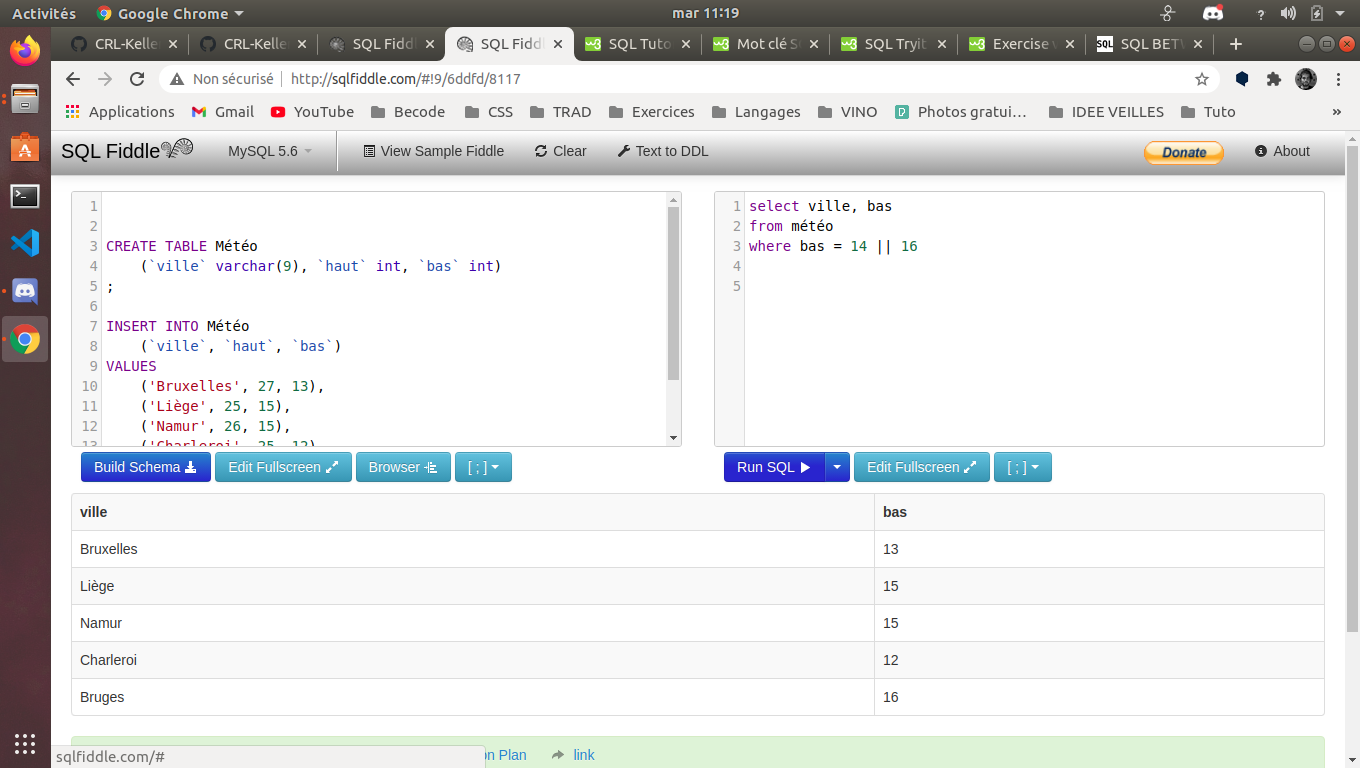 Activités Google Chrome mar 11:19 ?
CRL-Kelle CRL-Kelle SQL Fiddl SQL Fiddl SQL Tuto Mot clé S SQL Tryit Exercise v SQL BET
Non sécurisé http://sqlfiddle.com/#!9/6ddfd/8117
Applications Gmail YouTube Becode CSS TRAD Exercices Langages VINO Photos gratui… IDEE VEILLES Tuto »
SQL Fiddle MySQL 5.6 View Sample Fiddle Clear Text to DDL Donate About
1
2
3 CREATE TABLE Météo
4 (`ville` varchar(9), `haut` int, `bas` int)
5 ;
6
7 INSERT INTO Météo
8 (`ville`, `haut`, `bas`)
9 VALUES
10 ('Bruxelles', 27, 13),
11 ('Liège', 25, 15),
12 ('Namur', 26, 15),
13 ('Charleroi', 25, 12)
1 select ville, bas
2 from météo
3 where bas = 14 || 16
4
5
Build Schema Edit Fullscreen Browser [ ; ]
Run SQL Edit Fullscreen [ ; ]
ville bas
Bruxelles 13
Liège 15
Namur 15
Charleroi 12
Bruges 16
on Plan link
sqlfiddle.com/#